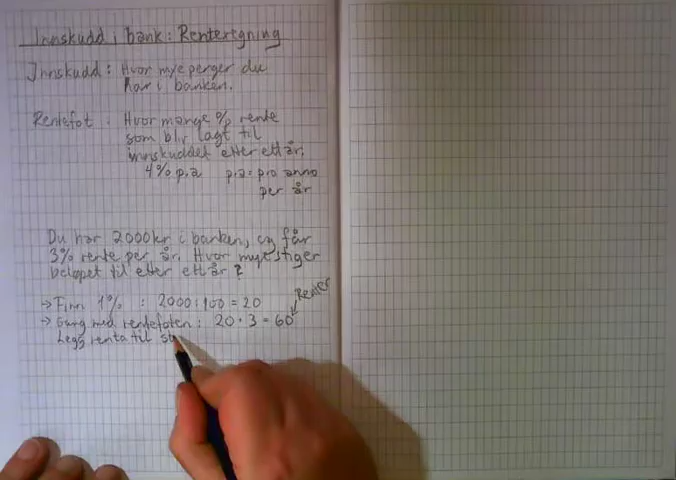 Innskudd i bank: Renteregning
Innskudd: Hvor mye penger du
har i banken.
Rentefot: Hvor mange % rente
som blir lagt til
innskuddet etter ett år.
4% p.a p.a = pro anno
per år
Du har 2000kr i banken, og får
3% rente per år. Hvor mye stiger
beløpet til etter ett år?
→ Finn 1% : 2000:100 = 20
Renter
→ Gang med rentefoten: 20 · 3 = 60
Legg renta til st